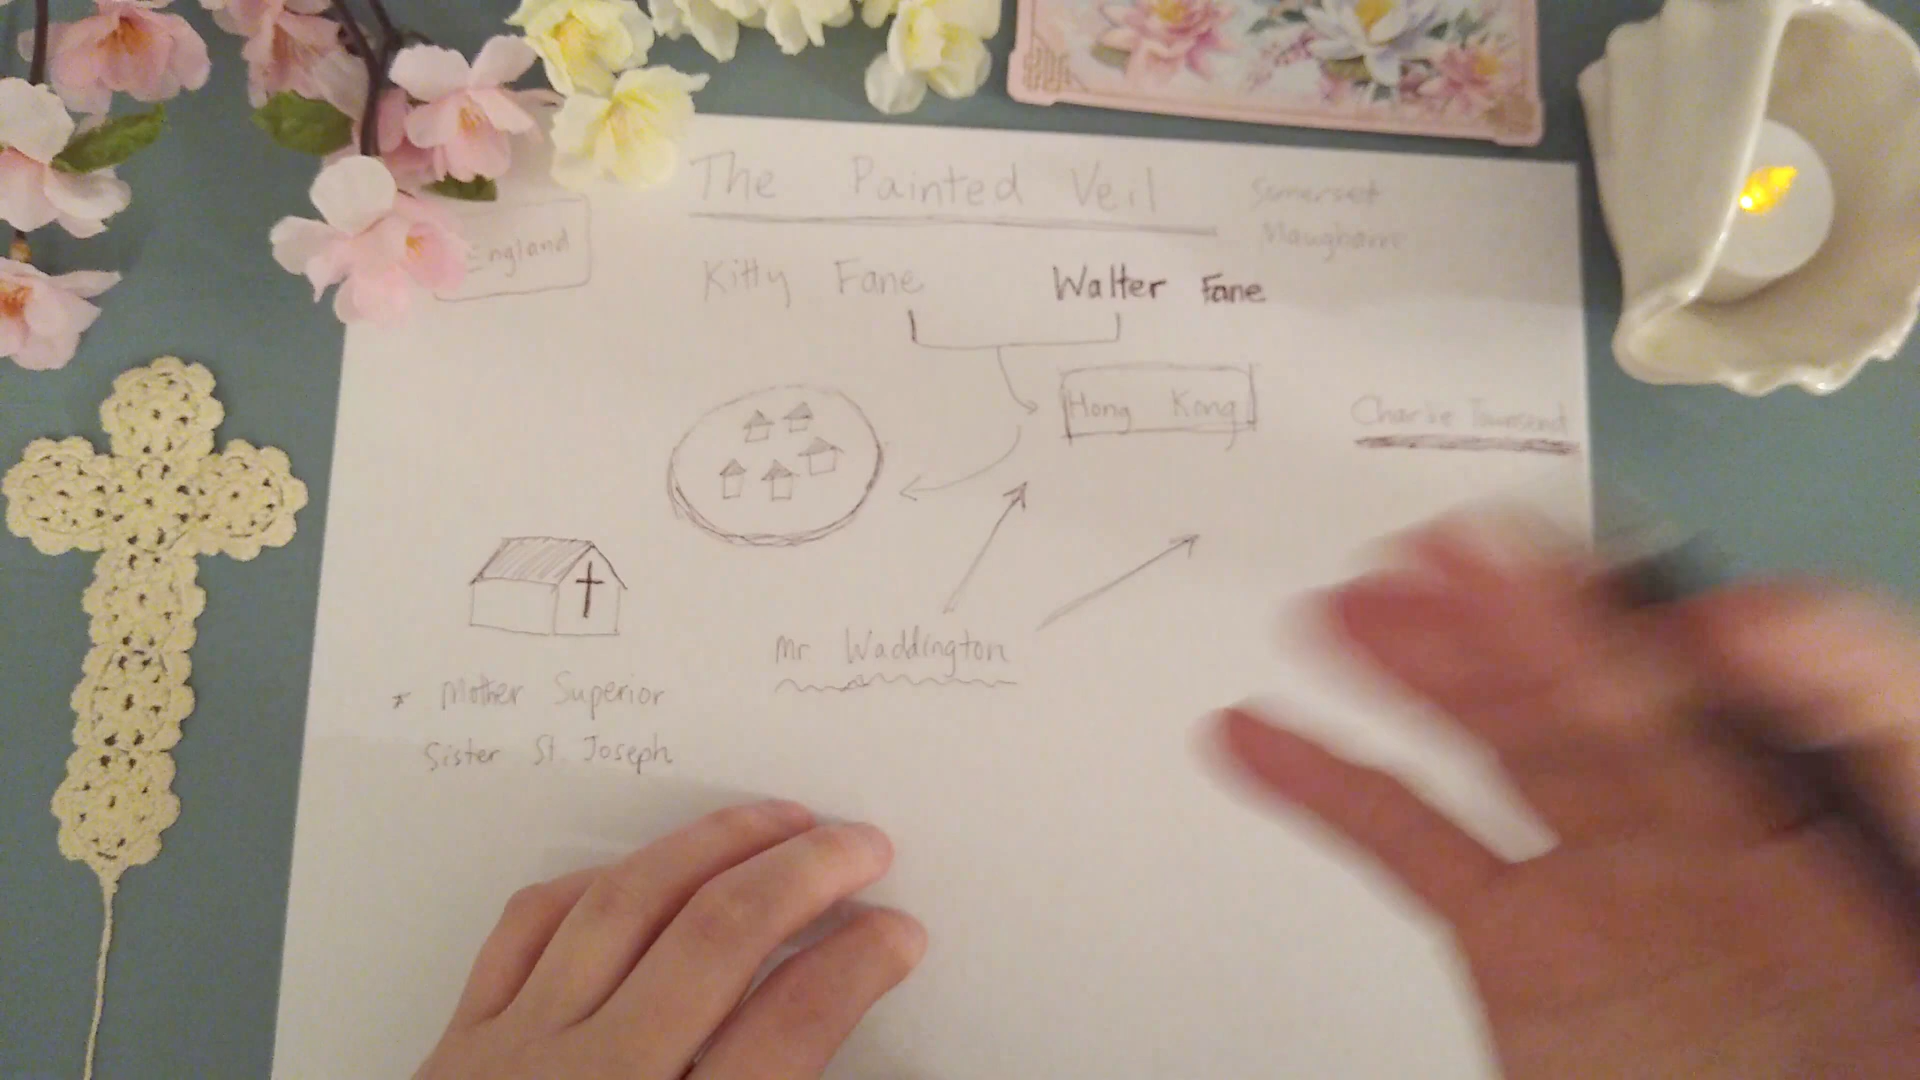 The Painted Veil
Somerset
Maugham
England
Kitty Fane
Walter Fane
Hong Kong
Charlie Townsend
Mr Waddington
* Mother Superior
Sister St. Joseph